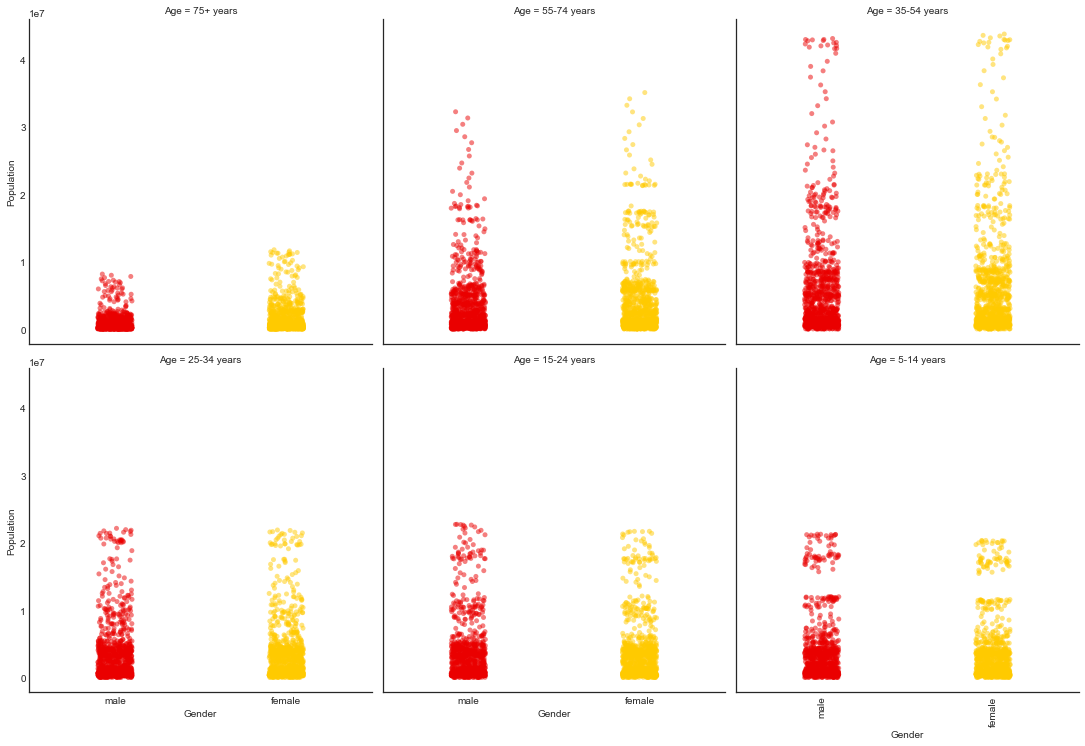 Age = 75+ years
Age = 55-74 years
Age = 35-54 years
1e7
4
3
2
1
0
Population
Age = 25-34 years
Age = 15-24 years
Age = 5-14 years
1e7
4
3
2
1
0
Population
male
female
male
female
male
female
Gender
Gender
Gender